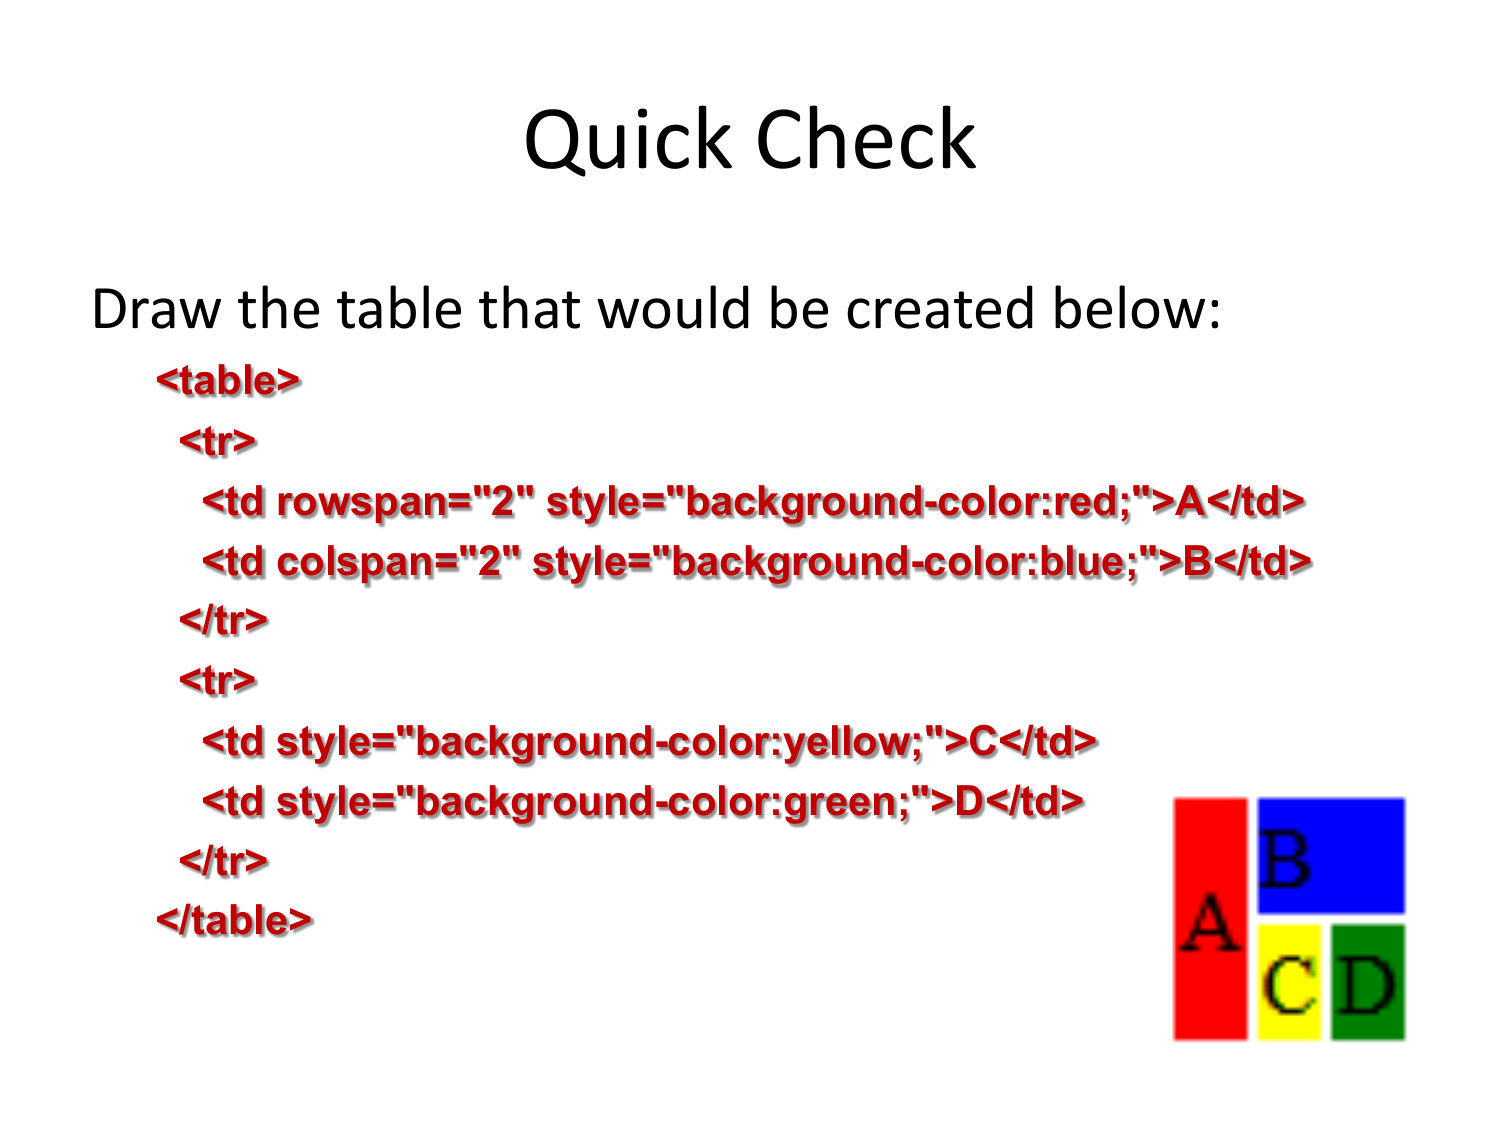 Quick Check
Draw the table that would be created below:
<table>
<tr>
<td rowspan="2" style="background-color:red;">A</td>
<td colspan="2" style="background-color:blue;">B</td>
</tr>
<tr>
<td style="background-color:yellow;">C</td>
<td style="background-color:green;">D</td>
</tr>
</table>
B
A
C D